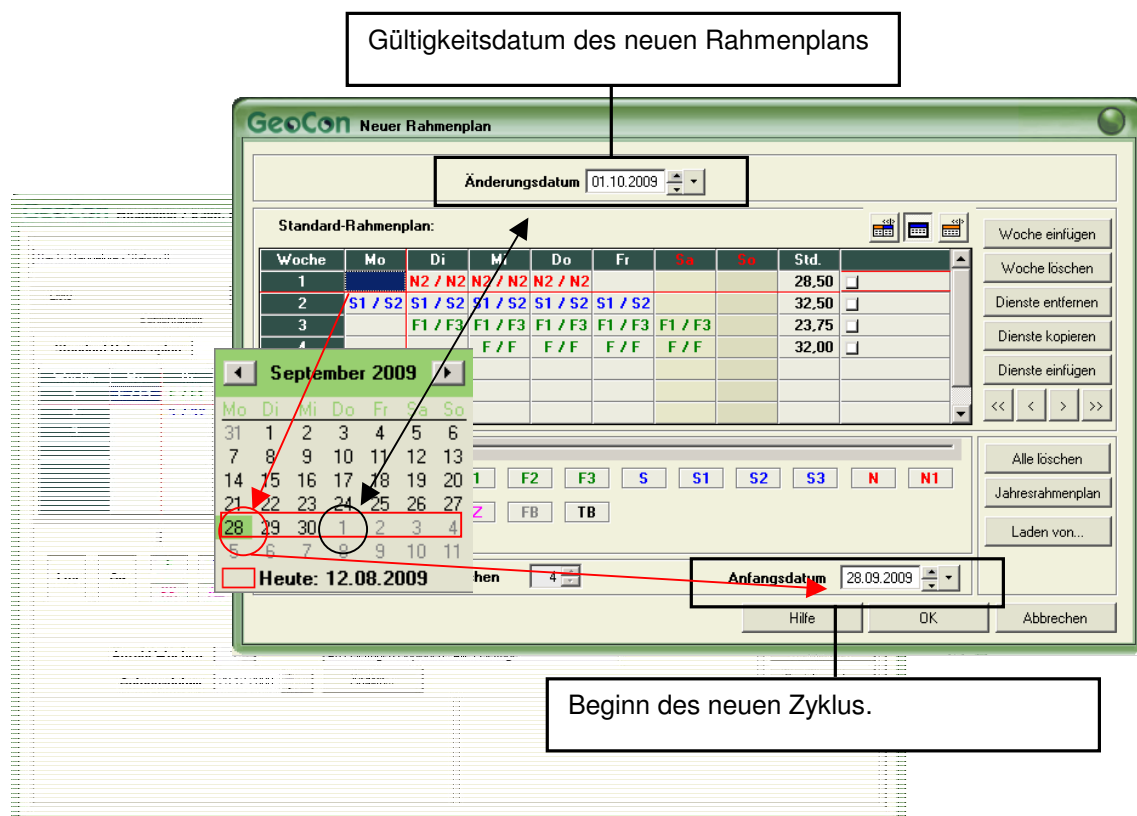 Gültigkeitsdatum des neuen Rahmenplans
GeoCon Neuer Rahmenplan
Änderungsdatum 01.10.2009
Standard-Rahmenplan:
Woche Mo Di Mi Do Fr Sa So Std.
1 N2 / N2 N2 / N2 N2 / N2 28,50
2 S1 / S2 S1 / S2 S1 / S2 S1 / S2 S1 / S2 32,50
3 F1 / F3 F1 / F3 F1 / F3 F1 / F3 F1 / F3 23,75
4 F / F F / F F / F F / F 32,00
Woche einfügen
Woche löschen
Dienste entfernen
Dienste kopieren
Dienste einfügen
<< < > >>
September 2009
Mo Di Mi Do Fr Sa So
31 1 2 3 4 5 6
7 8 9 10 11 12 13
14 15 16 17 18 19 20
21 22 23 24 25 26 27
28 29 30 1 2 3 4
5 6 7 8 9 10 11
Heute: 12.08.2009
1 F2 F3 S S1 S2 S3 N N1
Z FB TB
Alle löschen
Jahresrahmenplan
Laden von...
hen 4
Anfangsdatum 28.09.2009
Hilfe OK Abbrechen
Beginn des neuen Zyklus.